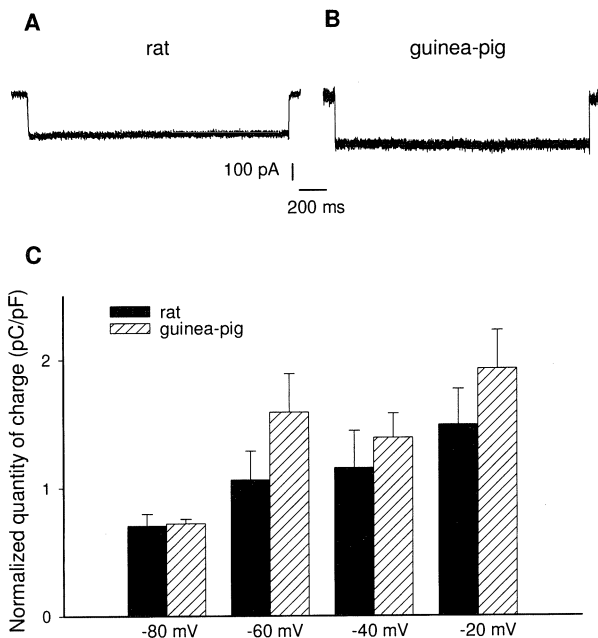 A
rat
B
guinea-pig
100 pA
200 ms
C
Normalized quantity of charge (pC/pF)
rat
guinea-pig
2
1
0
-80 mV
-60 mV
-40 mV
-20 mV